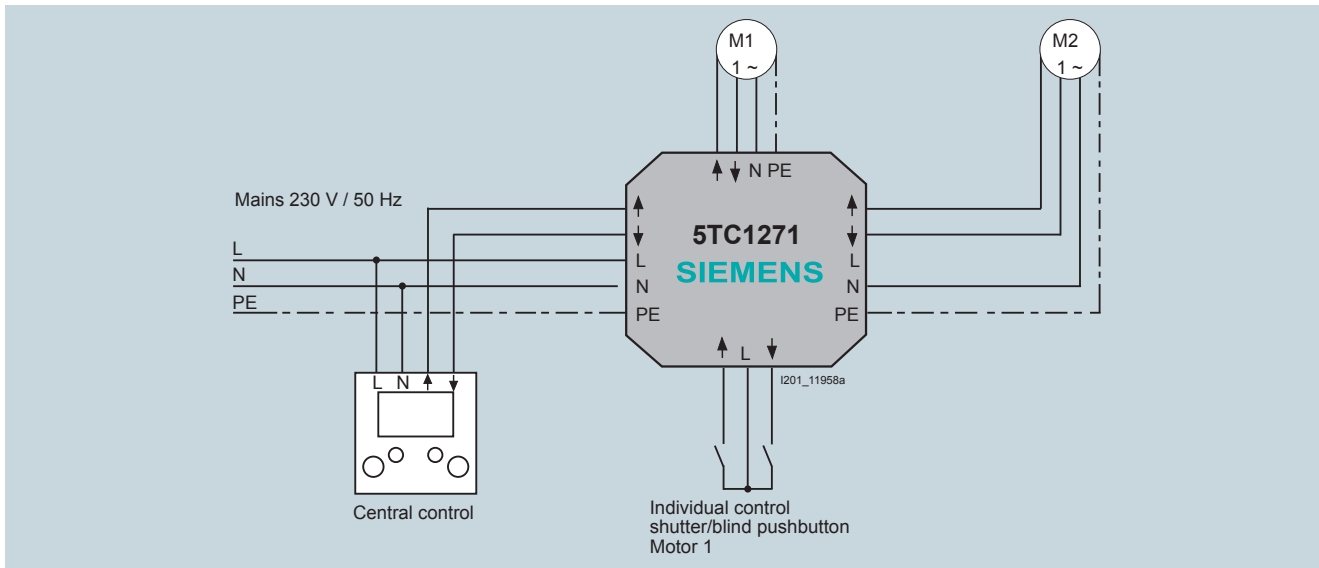 M1
1 ~
M2
1 ~
↑ ↓ N PE
Mains 230 V / 50 Hz
L
N
PE
↑
↓
L
N
PE
5TC1271
SIEMENS
↑
↓
L
N
PE
↑ L ↓
I201_11958a
L N ↑ ↓
Central control
Individual control
shutter/blind pushbutton
Motor 1